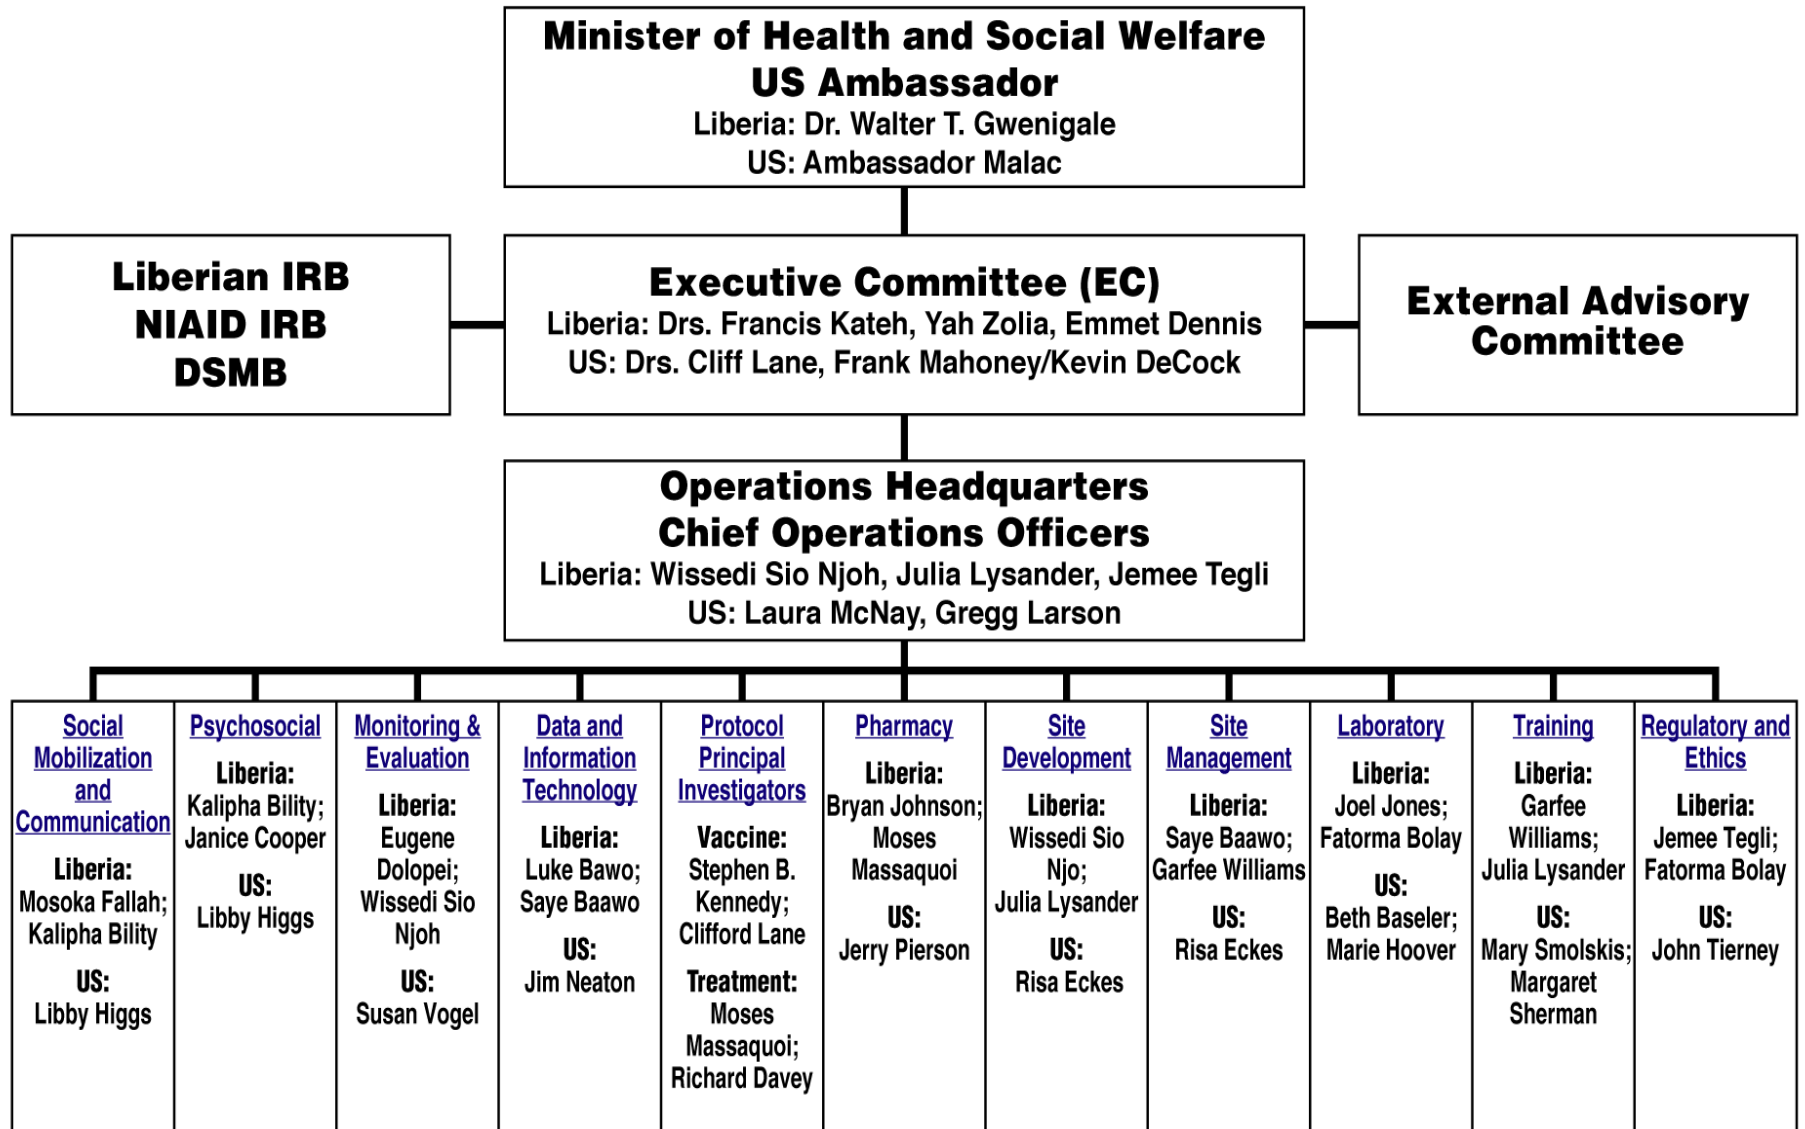 Minister of Health and Social Welfare
US Ambassador
Liberia: Dr. Walter T. Gwenigale
US: Ambassador Malac
Liberian IRB
NIAID IRB
DSMB
Executive Committee (EC)
Liberia: Drs. Francis Kateh, Yah Zolia, Emmet Dennis
US: Drs. Cliff Lane, Frank Mahoney/Kevin DeCock
External Advisory
Committee
Operations Headquarters
Chief Operations Officers
Liberia: Wissedi Sio Njoh, Julia Lysander, Jemee Tegli
US: Laura McNay, Gregg Larson
Social
Mobilization
and
Communication
Liberia:
Mosoka Fallah;
Kalipha Bility
US:
Libby Higgs
Psychosocial
Liberia:
Kalipha Bility;
Janice Cooper
US:
Libby Higgs
Monitoring &
Evaluation
Liberia:
Eugene
Dolopei;
Wissedi Sio
Njoh
US:
Susan Vogel
Data and
Information
Technology
Liberia:
Luke Bawo;
Saye Baawo
US:
Jim Neaton
Protocol
Principal
Investigators
Vaccine:
Stephen B.
Kennedy;
Clifford Lane
Treatment:
Moses
Massaquoi;
Richard Davey
Pharmacy
Liberia:
Bryan Johnson;
Moses
Massaquoi
US:
Jerry Pierson
Site
Development
Liberia:
Wissedi Sio
Njo;
Julia Lysander
US:
Risa Eckes
Site
Management
Liberia:
Saye Baawo;
Garfee Williams
US:
Risa Eckes
Laboratory
Liberia:
Joel Jones;
Fatorma Bolay
US:
Beth Baseler;
Marie Hoover
Training
Liberia:
Garfee
Williams;
Julia Lysander
US:
Mary Smolskis;
Margaret
Sherman
Regulatory and
Ethics
Liberia:
Jemee Tegli;
Fatorma Bolay
US:
John Tierney